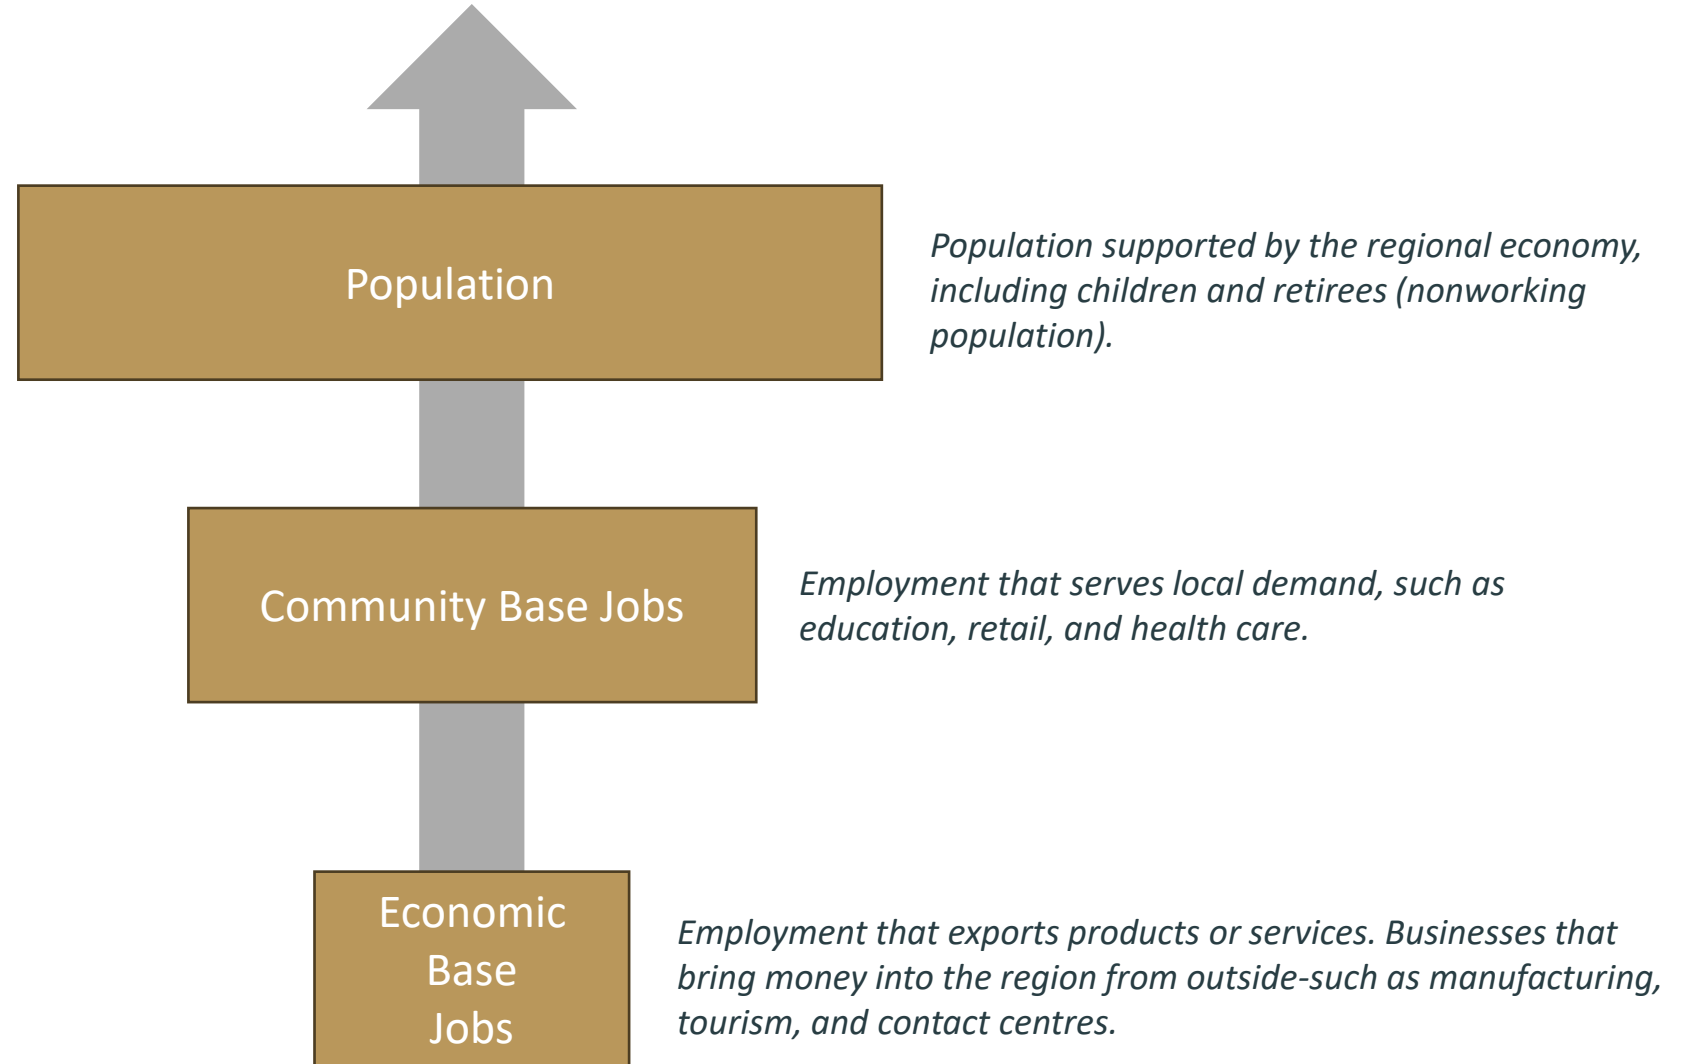 Population
Population supported by the regional economy,
including children and retirees (nonworking
population).
Community Base Jobs
Employment that serves local demand, such as
education, retail, and health care.
Economic
Base
Jobs
Employment that exports products or services. Businesses that
bring money into the region from outside-such as manufacturing,
tourism, and contact centres.